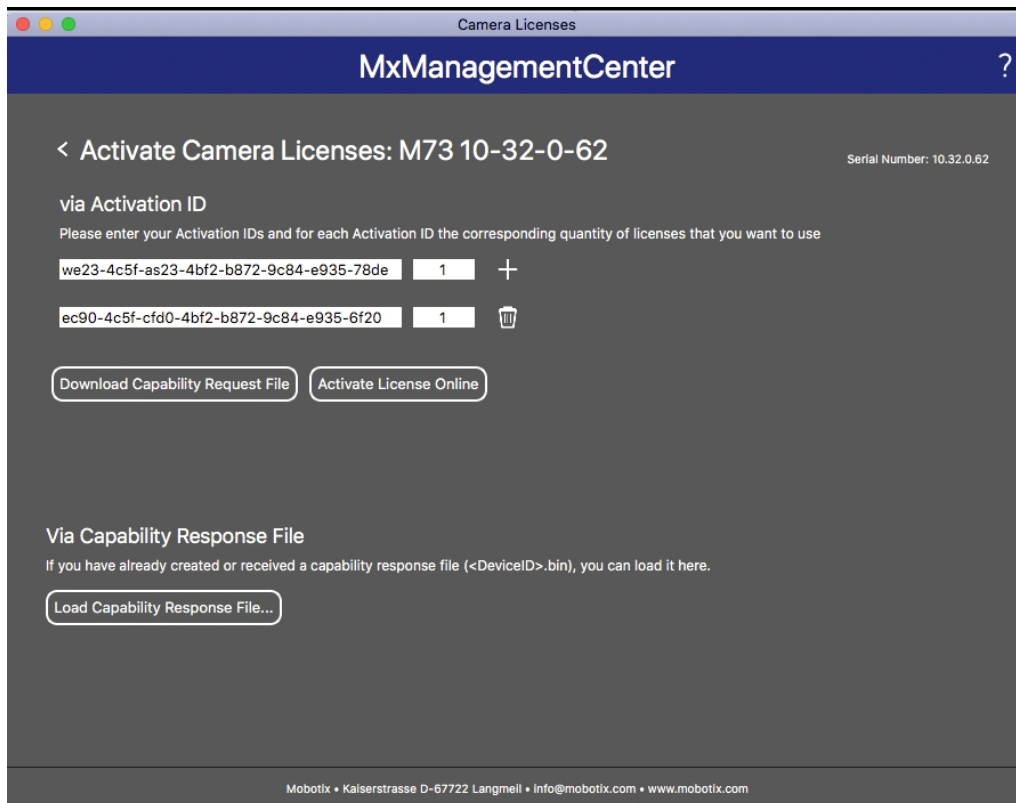 Camera Licenses
MxManagementCenter
?
< Activate Camera Licenses: M73 10-32-0-62
Serial Number: 10.32.0.62
via Activation ID
Please enter your Activation IDs and for each Activation ID the corresponding quantity of licenses that you want to use
we23-4c5f-as23-4bf2-b872-9c84-e935-78de 1 +
ec90-4c5f-cfd0-4bf2-b872-9c84-e935-6f20 1
Download Capability Request File Activate License Online
Via Capability Response File
If you have already created or received a capability response file (<DeviceID>.bin), you can load it here.
Load Capability Response File...
Mobotix • Kaiserstrasse D-67722 Langmeil • info@mobotix.com • www.mobotix.com